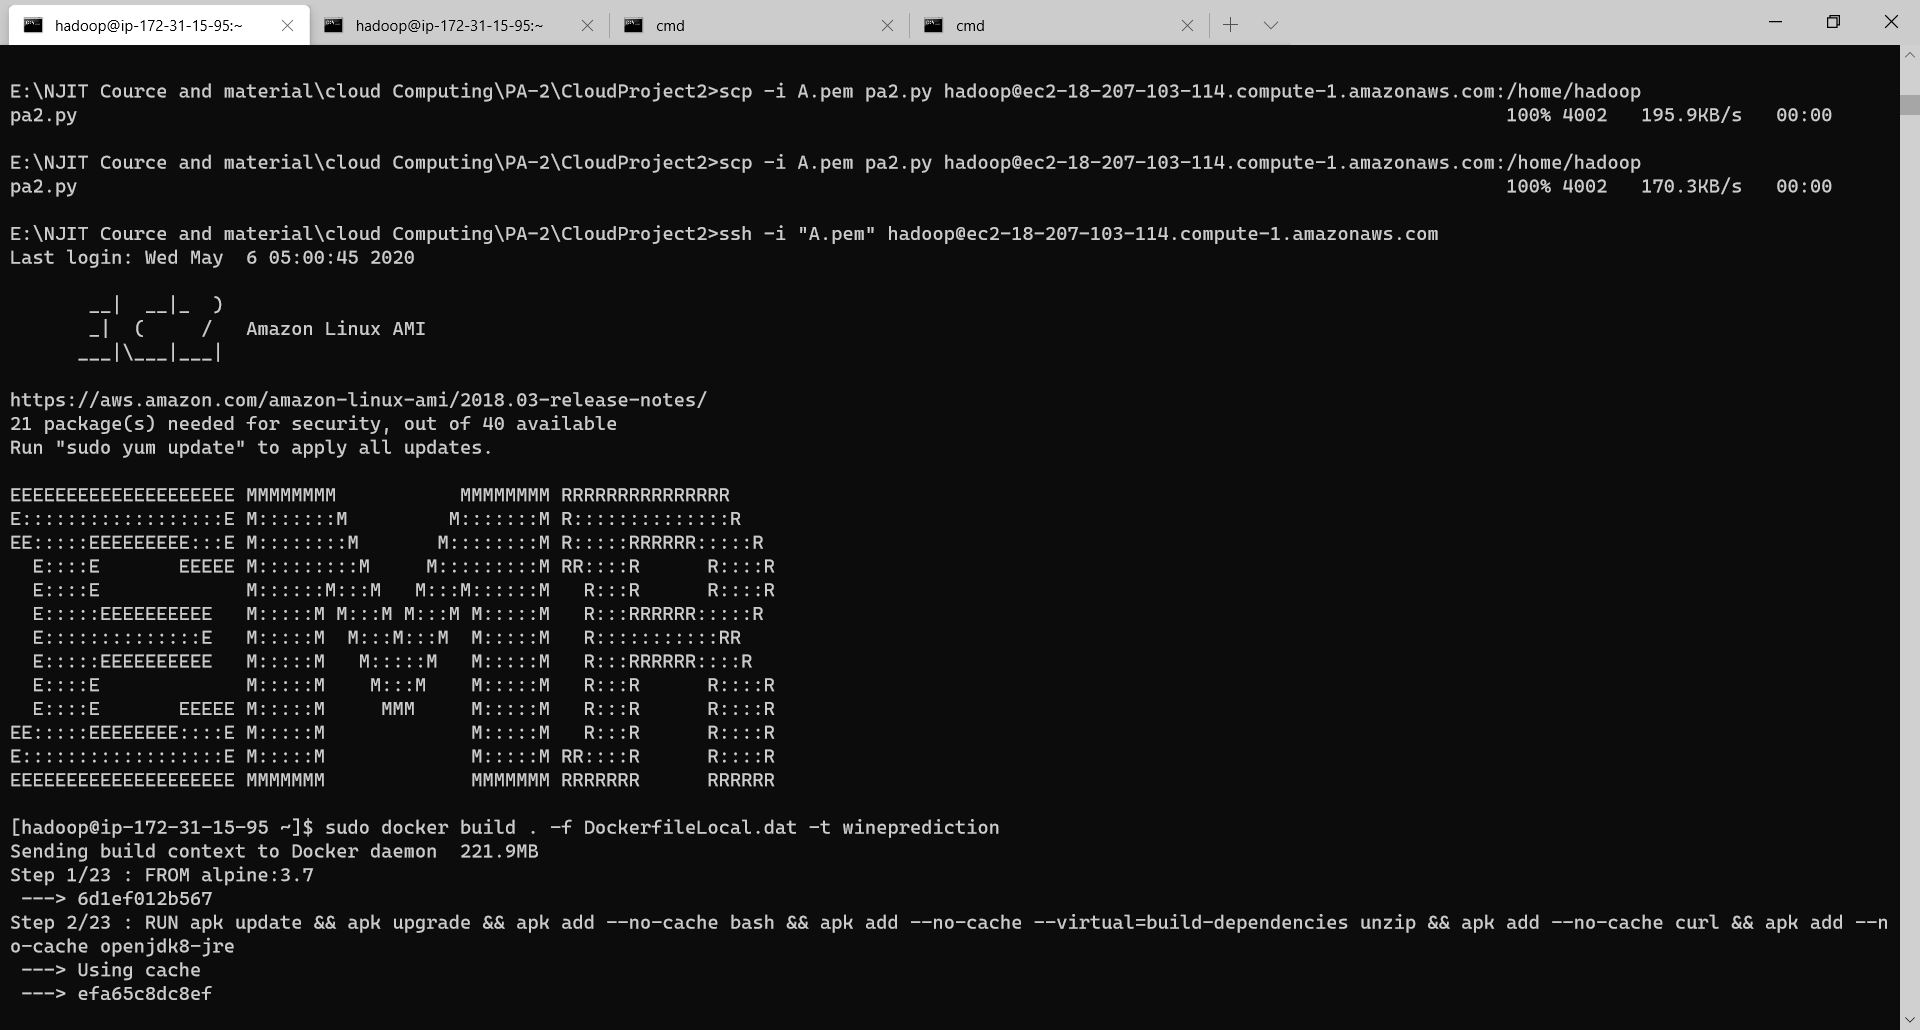 hadoop@ip-172-31-15-95:~ hadoop@ip-172-31-15-95:~ cmd cmd
E:\NJIT Cource and material\cloud Computing\PA-2\CloudProject2>scp -i A.pem pa2.py hadoop@ec2-18-207-103-114.compute-1.amazonaws.com:/home/hadoop
pa2.py 100% 4002 195.9KB/s 00:00
E:\NJIT Cource and material\cloud Computing\PA-2\CloudProject2>scp -i A.pem pa2.py hadoop@ec2-18-207-103-114.compute-1.amazonaws.com:/home/hadoop
pa2.py 100% 4002 170.3KB/s 00:00
E:\NJIT Cource and material\cloud Computing\PA-2\CloudProject2>ssh -i "A.pem" hadoop@ec2-18-207-103-114.compute-1.amazonaws.com
Last login: Wed May  6 05:00:45 2020
       __|  __|_  )
       _|  (     /   Amazon Linux AMI
      ___|\___|___|
https://aws.amazon.com/amazon-linux-ami/2018.03-release-notes/
21 package(s) needed for security, out of 40 available
Run "sudo yum update" to apply all updates.
EEEEEEEEEEEEEEEEEEEE MMMMMMMM           MMMMMMMM RRRRRRRRRRRRRRR
E::::::::::::::::::E M:::::::M         M:::::::M R::::::::::::::R
EE:::::EEEEEEEEE:::E M::::::::M       M::::::::M R:::::RRRRRR:::::R
  E::::E       EEEEE M:::::::::M     M:::::::::M RR::::R      R::::R
  E::::E             M::::::M:::M   M:::M::::::M   R:::R      R::::R
  E:::::EEEEEEEEEE   M:::::M M:::M M:::M M:::::M   R:::RRRRRR:::::R
  E::::::::::::::E   M:::::M  M:::M:::M  M:::::M   R:::::::::::RR
  E:::::EEEEEEEEEE   M:::::M   M:::::M   M:::::M   R:::RRRRRR::::R
  E::::E             M:::::M    M:::M    M:::::M   R:::R      R::::R
  E::::E       EEEEE M:::::M     MMM     M:::::M   R:::R      R::::R
EE:::::EEEEEEEE::::E M:::::M             M:::::M   R:::R      R::::R
E::::::::::::::::::E M:::::M             M:::::M RR::::R      R::::R
EEEEEEEEEEEEEEEEEEEE MMMMMMM             MMMMMMM RRRRRRR      RRRRRR
[hadoop@ip-172-31-15-95 ~]$ sudo docker build . -f DockerfileLocal.dat -t wineprediction
Sending build context to Docker daemon  221.9MB
Step 1/23 : FROM alpine:3.7
 ---> 6d1ef012b567
Step 2/23 : RUN apk update && apk upgrade && apk add --no-cache bash && apk add --no-cache --virtual=build-dependencies unzip && apk add --no-cache curl && apk add --n
o-cache openjdk8-jre
 ---> Using cache
 ---> efa65c8dc8ef